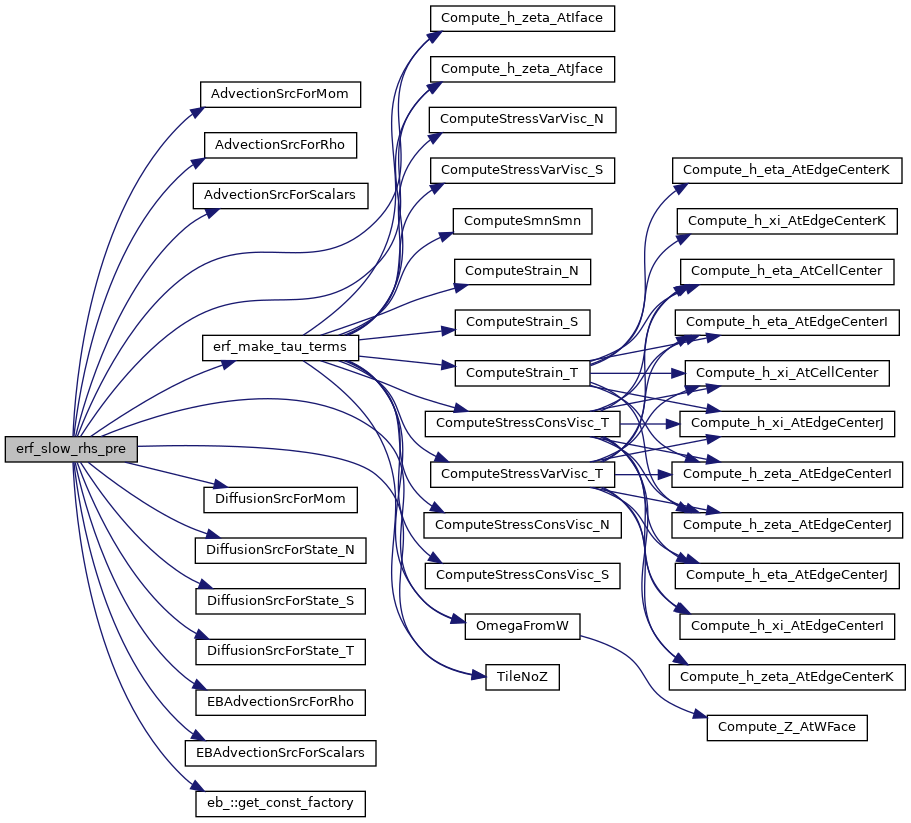 erf_slow_rhs_pre
AdvectionSrcForMom
AdvectionSrcForRho
AdvectionSrcForScalars
erf_make_tau_terms
DiffusionSrcForMom
DiffusionSrcForState_N
DiffusionSrcForState_S
DiffusionSrcForState_T
EBAdvectionSrcForRho
EBAdvectionSrcForScalars
eb_::get_const_factory
Compute_h_zeta_AtIface
Compute_h_zeta_AtJface
ComputeStressVarVisc_N
ComputeStressVarVisc_S
ComputeSmnSmn
ComputeStrain_N
ComputeStrain_S
ComputeStrain_T
ComputeStressConsVisc_T
ComputeStressVarVisc_T
ComputeStressConsVisc_N
ComputeStressConsVisc_S
OmegaFromW
TileNoZ
Compute_h_eta_AtEdgeCenterK
Compute_h_xi_AtEdgeCenterK
Compute_h_eta_AtCellCenter
Compute_h_eta_AtEdgeCenterI
Compute_h_xi_AtCellCenter
Compute_h_xi_AtEdgeCenterJ
Compute_h_zeta_AtEdgeCenterI
Compute_h_zeta_AtEdgeCenterJ
Compute_h_eta_AtEdgeCenterJ
Compute_h_xi_AtEdgeCenterI
Compute_h_zeta_AtEdgeCenterK
Compute_Z_AtWFace